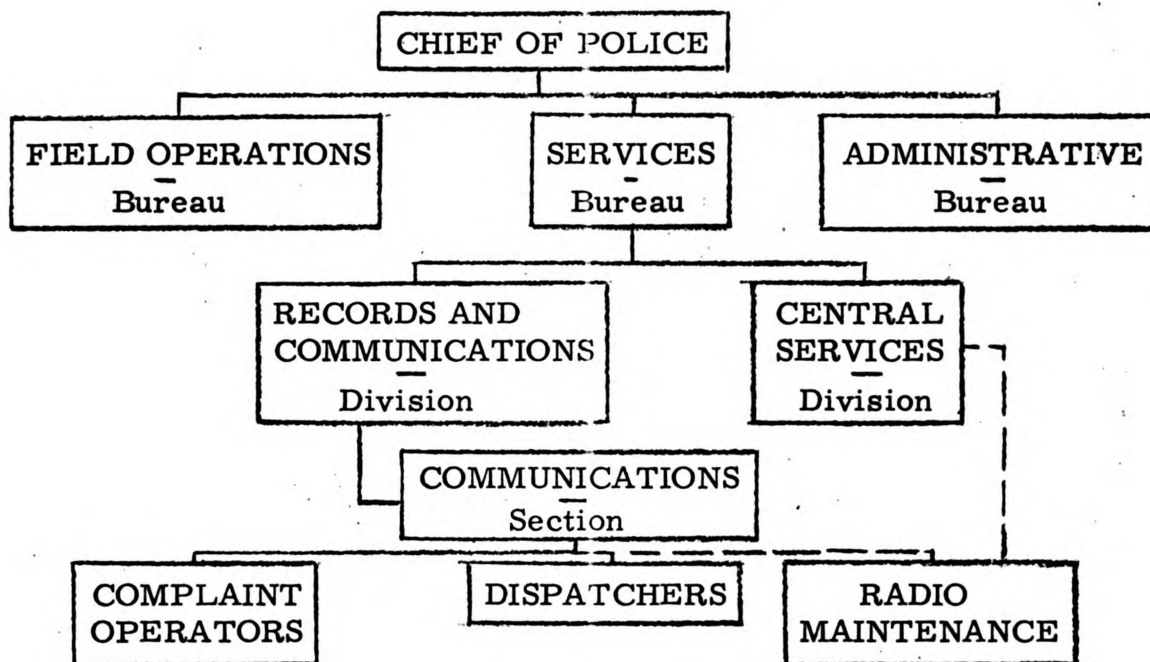 CHIEF OF POLICE
FIELD OPERATIONS
Bureau
SERVICES
Bureau
ADMINISTRATIVE
Bureau
RECORDS AND
COMMUNICATIONS
Division
CENTRAL
SERVICES
Division
COMMUNICATIONS
Section
COMPLAINT
OPERATORS
DISPATCHERS
RADIO
MAINTENANCE